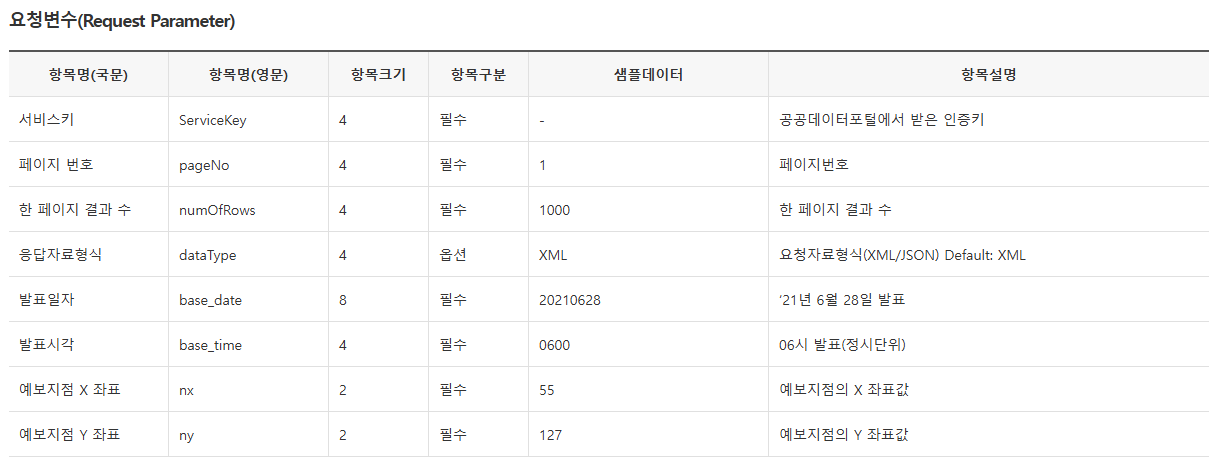 요청변수(Request Parameter)
항목명(국문) 항목명(영문) 항목크기 항목구분 샘플데이터 항목설명
서비스키 ServiceKey 4 필수 - 공공데이터포털에서 받은 인증키
페이지 번호 pageNo 4 필수 1 페이지번호
한 페이지 결과 수 numOfRows 4 필수 1000 한 페이지 결과 수
응답자료형식 dataType 4 옵션 XML 요청자료형식(XML/JSON) Default: XML
발표일자 base_date 8 필수 20210628 ‘21년 6월 28일 발표
발표시각 base_time 4 필수 0600 06시 발표(정시단위)
예보지점 X 좌표 nx 2 필수 55 예보지점의 X 좌표값
예보지점 Y 좌표 ny 2 필수 127 예보지점의 Y 좌표값